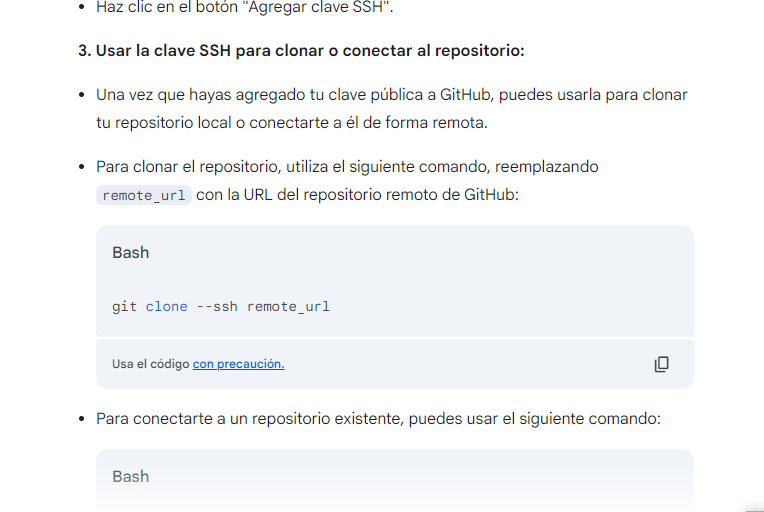 • Haz clic en el botón "Agregar clave SSH".
3. Usar la clave SSH para clonar o conectar al repositorio:
• Una vez que hayas agregado tu clave pública a GitHub, puedes usarla para clonar
tu repositorio local o conectarte a él de forma remota.
• Para clonar el repositorio, utiliza el siguiente comando, reemplazando
remote_url con la URL del repositorio remoto de GitHub:
Bash
git clone --ssh remote_url
Usa el código con precaución.
• Para conectarte a un repositorio existente, puedes usar el siguiente comando:
Bash